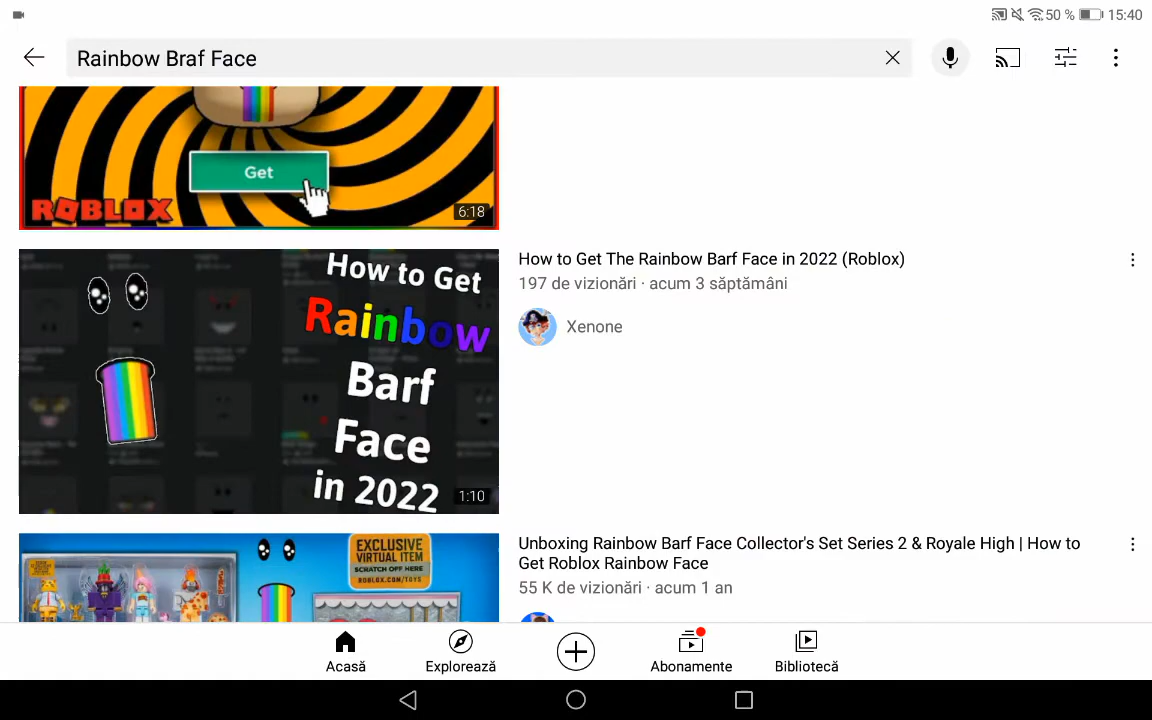 50 % 15:40
Rainbow Braf Face
Get
ROBLOX
6:18
How to Get
Rainbow
Barf
Face
in 2022
1:10
How to Get The Rainbow Barf Face in 2022 (Roblox)
197 de vizionări · acum 3 săptămâni
Xenone
EXCLUSIVE
VIRTUAL ITEM
SCRATCH OFF HERE
ROBLOX.COM/TOYS
Unboxing Rainbow Barf Face Collector's Set Series 2 & Royale High | How to
Get Roblox Rainbow Face
55 K de vizionări · acum 1 an
Acasă
Explorează
Abonamente
Bibliotecă